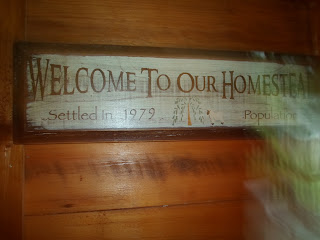 WELCOME TO OUR HOMESTEA
Settled In 1979 Population